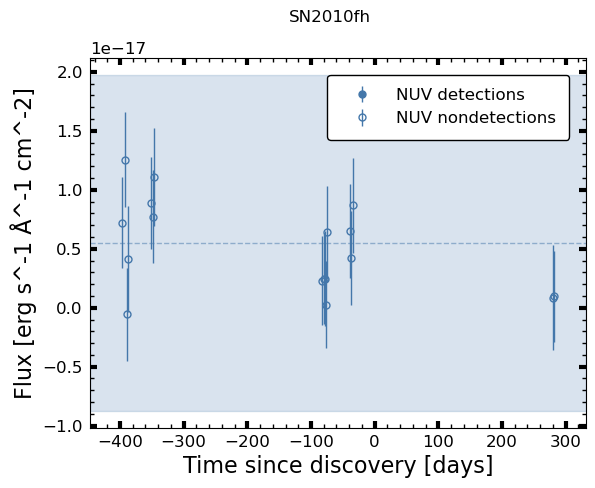 SN2010fh
1e−17
Flux [erg s^-1 Å^-1 cm^-2]
2.0
1.5
1.0
0.5
0.0
−0.5
−1.0
NUV detections
NUV nondetections
−400 −300 −200 −100 0 100 200 300
Time since discovery [days]